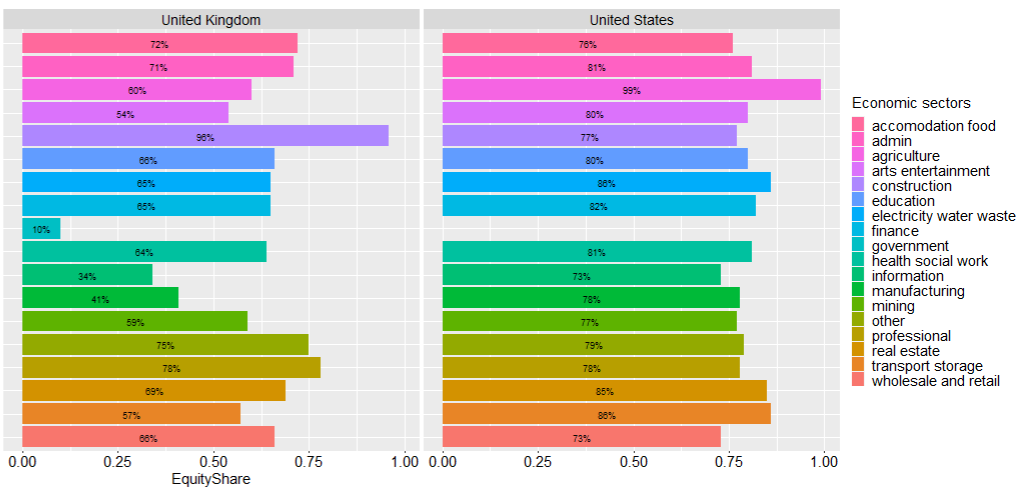 United Kingdom United States
72% 76%
71% 81%
60% 99%
54% 80%
96% 77%
66% 80%
65% 86%
65% 82%
10%
64% 81%
34% 73%
41% 78%
59% 77%
75% 79%
78% 78%
69% 85%
57% 86%
66% 73%
0.00 0.25 0.50 0.75 1.00 0.00 0.25 0.50 0.75 1.00
EquityShare
Economic sectors
accomodation food
admin
agriculture
arts entertainment
construction
education
electricity water waste
finance
government
health social work
information
manufacturing
mining
other
professional
real estate
transport storage
wholesale and retail